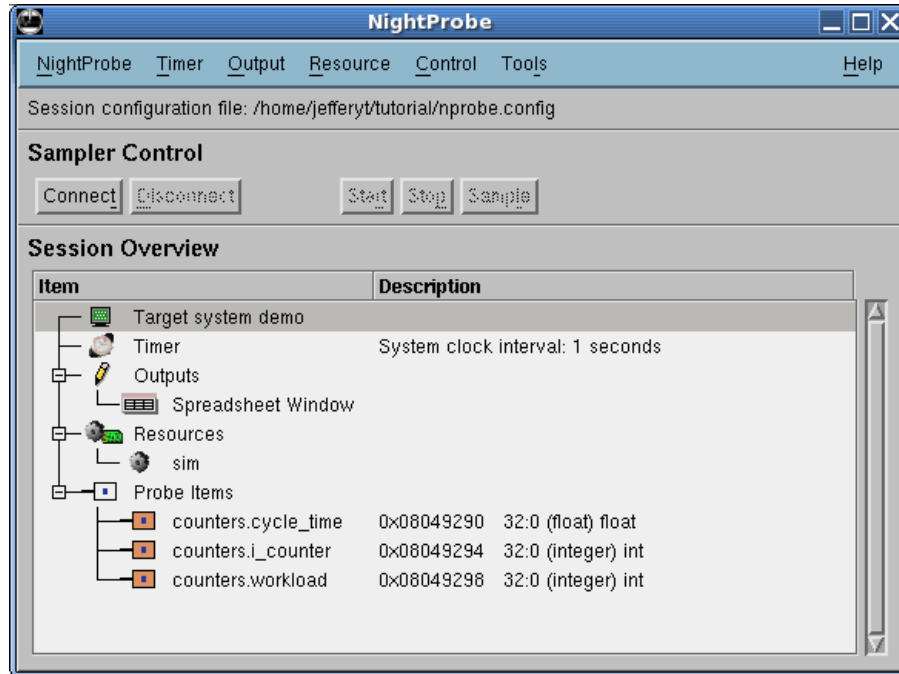 NightProbe
NightProbe Timer Output Resource Control Tools Help
Session configuration file: /home/jefferyt/tutorial/nprobe.config
Sampler Control
Connect Disconnect Start Stop Sample
Session Overview
Item Description
Target system demo
Timer System clock interval: 1 seconds
Outputs
Spreadsheet Window
Resources
sim
Probe Items
counters.cycle_time 0x08049290 32:0 (float) float
counters.i_counter 0x08049294 32:0 (integer) int
counters.workload 0x08049298 32:0 (integer) int